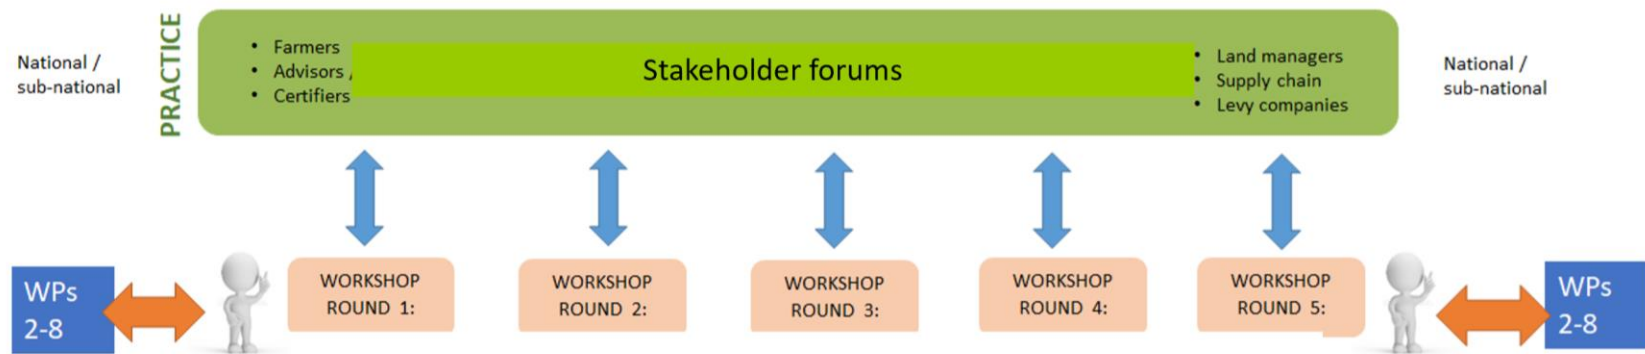 National /
sub-national
PRACTICE
• Farmers
• Advisors /
• Certifiers
Stakeholder forums
• Land managers
• Supply chain
• Levy companies
National /
sub-national
WPs
2-8
WORKSHOP
ROUND 1:
WORKSHOP
ROUND 2:
WORKSHOP
ROUND 3:
WORKSHOP
ROUND 4:
WORKSHOP
ROUND 5:
WPs
2-8